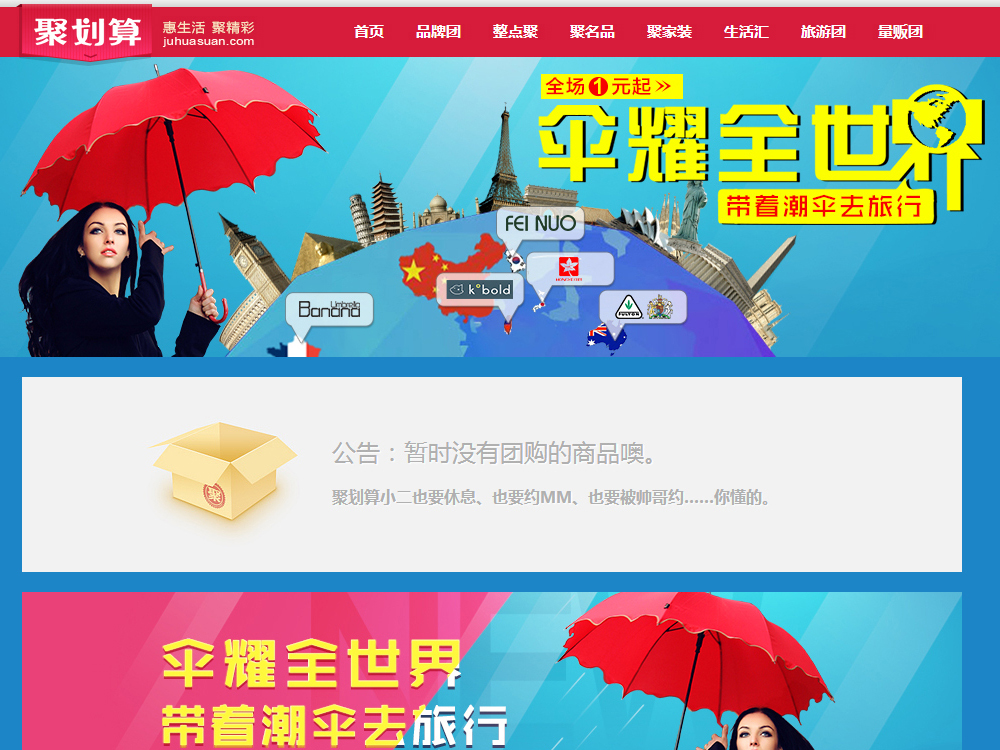 聚划算
惠生活 聚精彩
juhuasuan.com
首页 品牌团 整点聚 聚名品 聚家装 生活汇 旅游团 量贩团
全场1元起>>
伞耀全世界
带着潮伞去旅行
FEI NUO
k°bold
Banana Umbrella
FULTON
公告：暂时没有团购的商品噢。
聚
聚划算小二也要休息、也要约MM、也要被帅哥约……你懂的。
伞耀全世界
带着潮伞去旅行